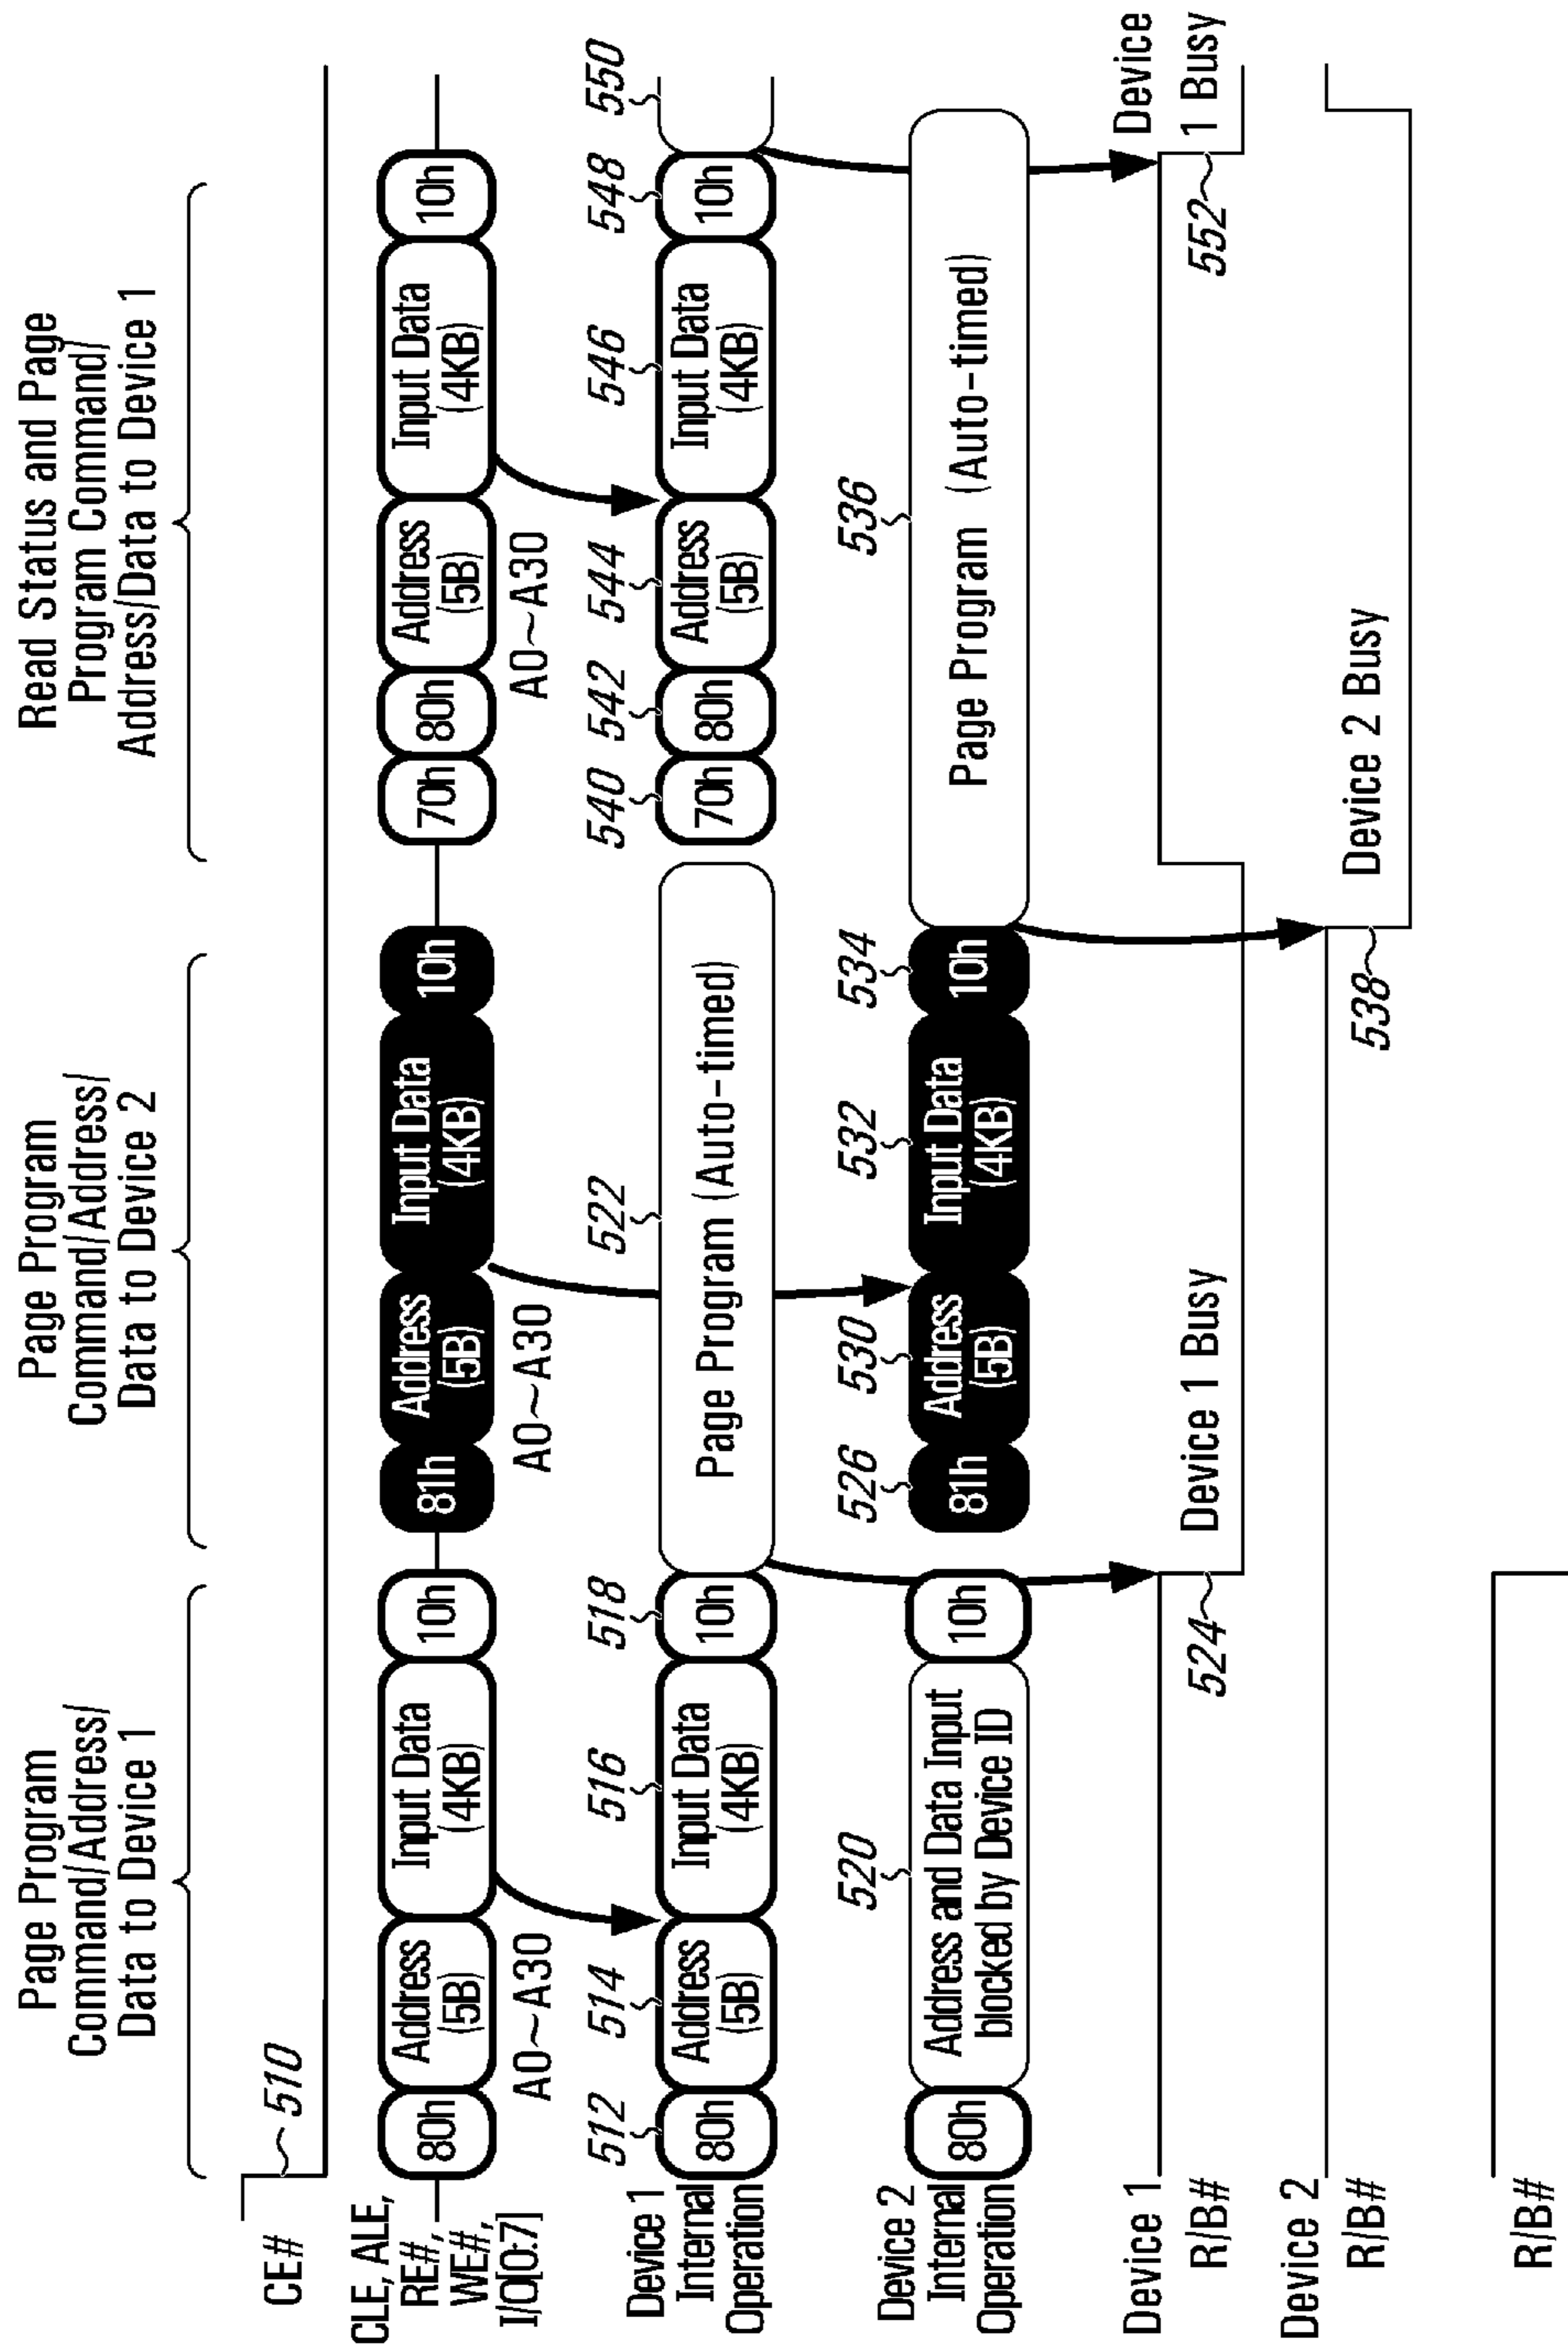 Page Program
Command/Address/
Data to Device 1
Page Program
Command/Address/
Data to Device 2
Read Status and Page
Program Command/
Address/Data to Device 1
CE#
510
CLE, ALE,
RE#,
WE#,
I/O[0:7]
80h
Address
(5B)
Input Data
(4KB)
10h
81h
Address
(5B)
Input Data
(4KB)
10h
70h
80h
Address
(5B)
Input Data
(4KB)
10h
A0~A30
A0~A30
A0~A30
512
514
516
518
522
540
542
544
546
548
550
Device 1
Internal
Operation
80h
Address
(5B)
Input Data
(4KB)
10h
Page Program (Auto-timed)
70h
80h
Address
(5B)
Input Data
(4KB)
10h
520
526
530
532
534
536
Device 2
Internal
Operation
80h
Address and Data Input
blocked by Device ID
10h
81h
Address
(5B)
Input Data
(4KB)
10h
Page Program (Auto-timed)
Device 1
R/B#
524
Device 1 Busy
552
Device
1 Busy
Device 2
R/B#
538
Device 2 Busy
R/B#